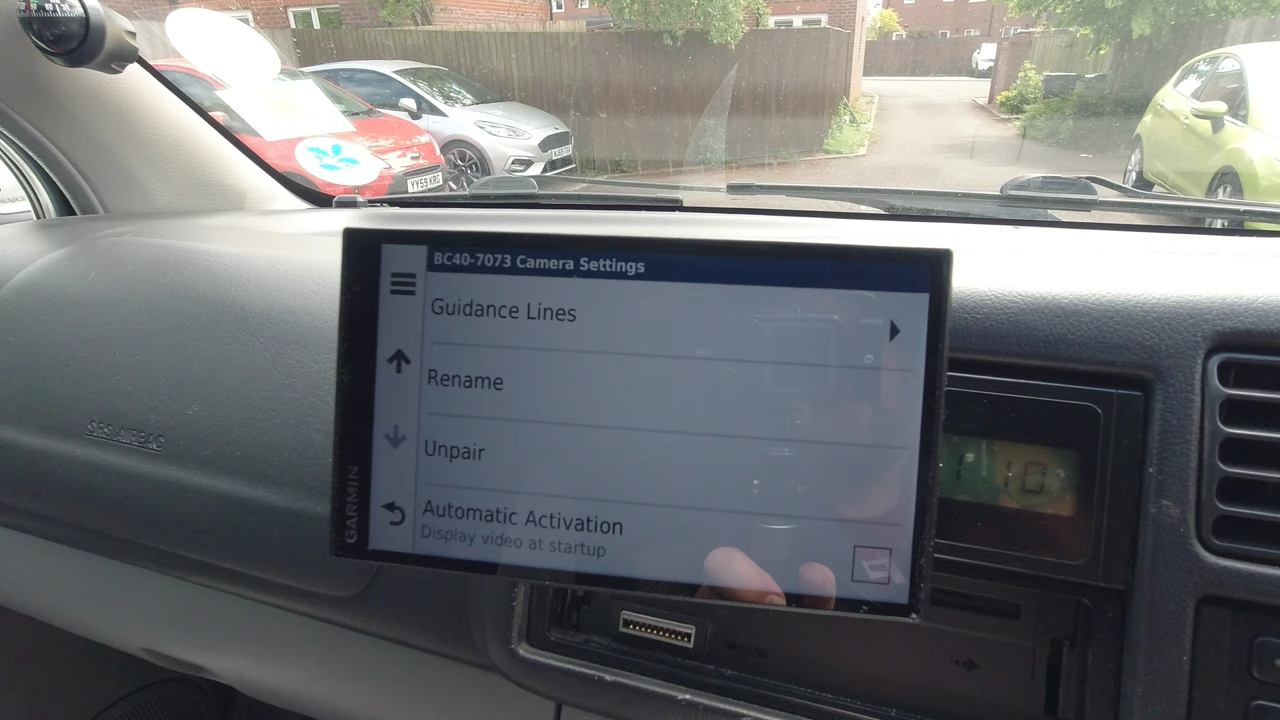 YY59 KRG
BC40-7073 Camera Settings
Guidance Lines
Rename
Unpair
Automatic Activation
Display video at startup
GARMIN
SRS AIRBAG